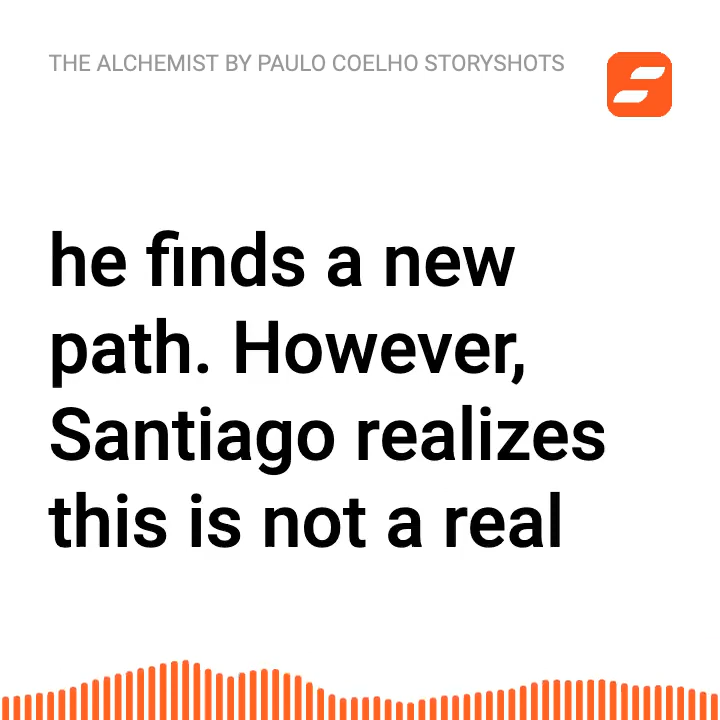 THE ALCHEMIST BY PAULO COELHO STORYSHOTS
he finds a new
path. However,
Santiago realizes
this is not a real